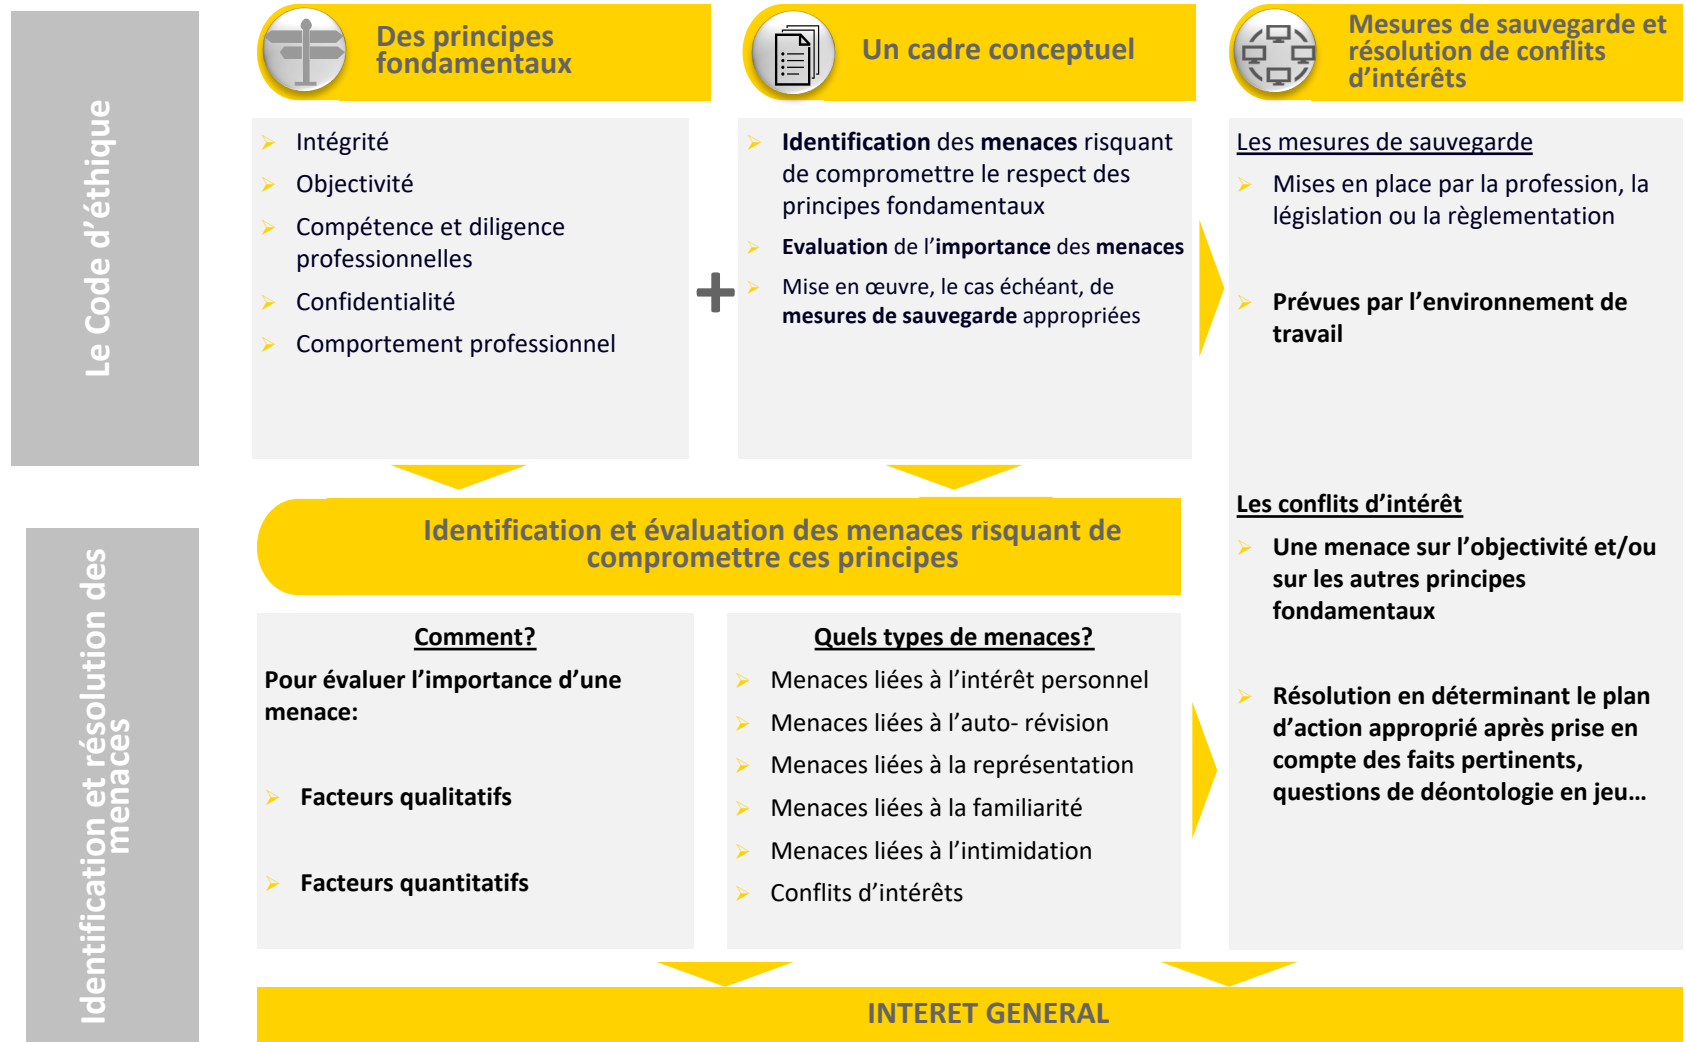 Le Code d’éthique
Des principes
fondamentaux
Intégrité
Objectivité
Compétence et diligence
professionnelles
Confidentialité
Comportement professionnel
Un cadre conceptuel
Identification des menaces risquant
de compromettre le respect des
principes fondamentaux
Evaluation de l’importance des menaces
Mise en œuvre, le cas échéant, de
mesures de sauvegarde appropriées
Mesures de sauvegarde et
résolution de conflits
d’intérêts
Les mesures de sauvegarde
Mises en place par la profession, la
législation ou la règlementation
Prévues par l’environnement de
travail
Les conflits d’intérêt
Une menace sur l’objectivité et/ou
sur les autres principes
fondamentaux
Résolution en déterminant le plan
d’action approprié après prise en
compte des faits pertinents,
questions de déontologie en jeu…
Identification et résolution des
menaces
Identification et évaluation des menaces risquant de
compromettre ces principes
Comment?
Pour évaluer l’importance d’une
menace:
Facteurs qualitatifs
Facteurs quantitatifs
Quels types de menaces?
Menaces liées à l’intérêt personnel
Menaces liées à l’auto- révision
Menaces liées à la représentation
Menaces liées à la familiarité
Menaces liées à l’intimidation
Conflits d’intérêts
INTERET GENERAL